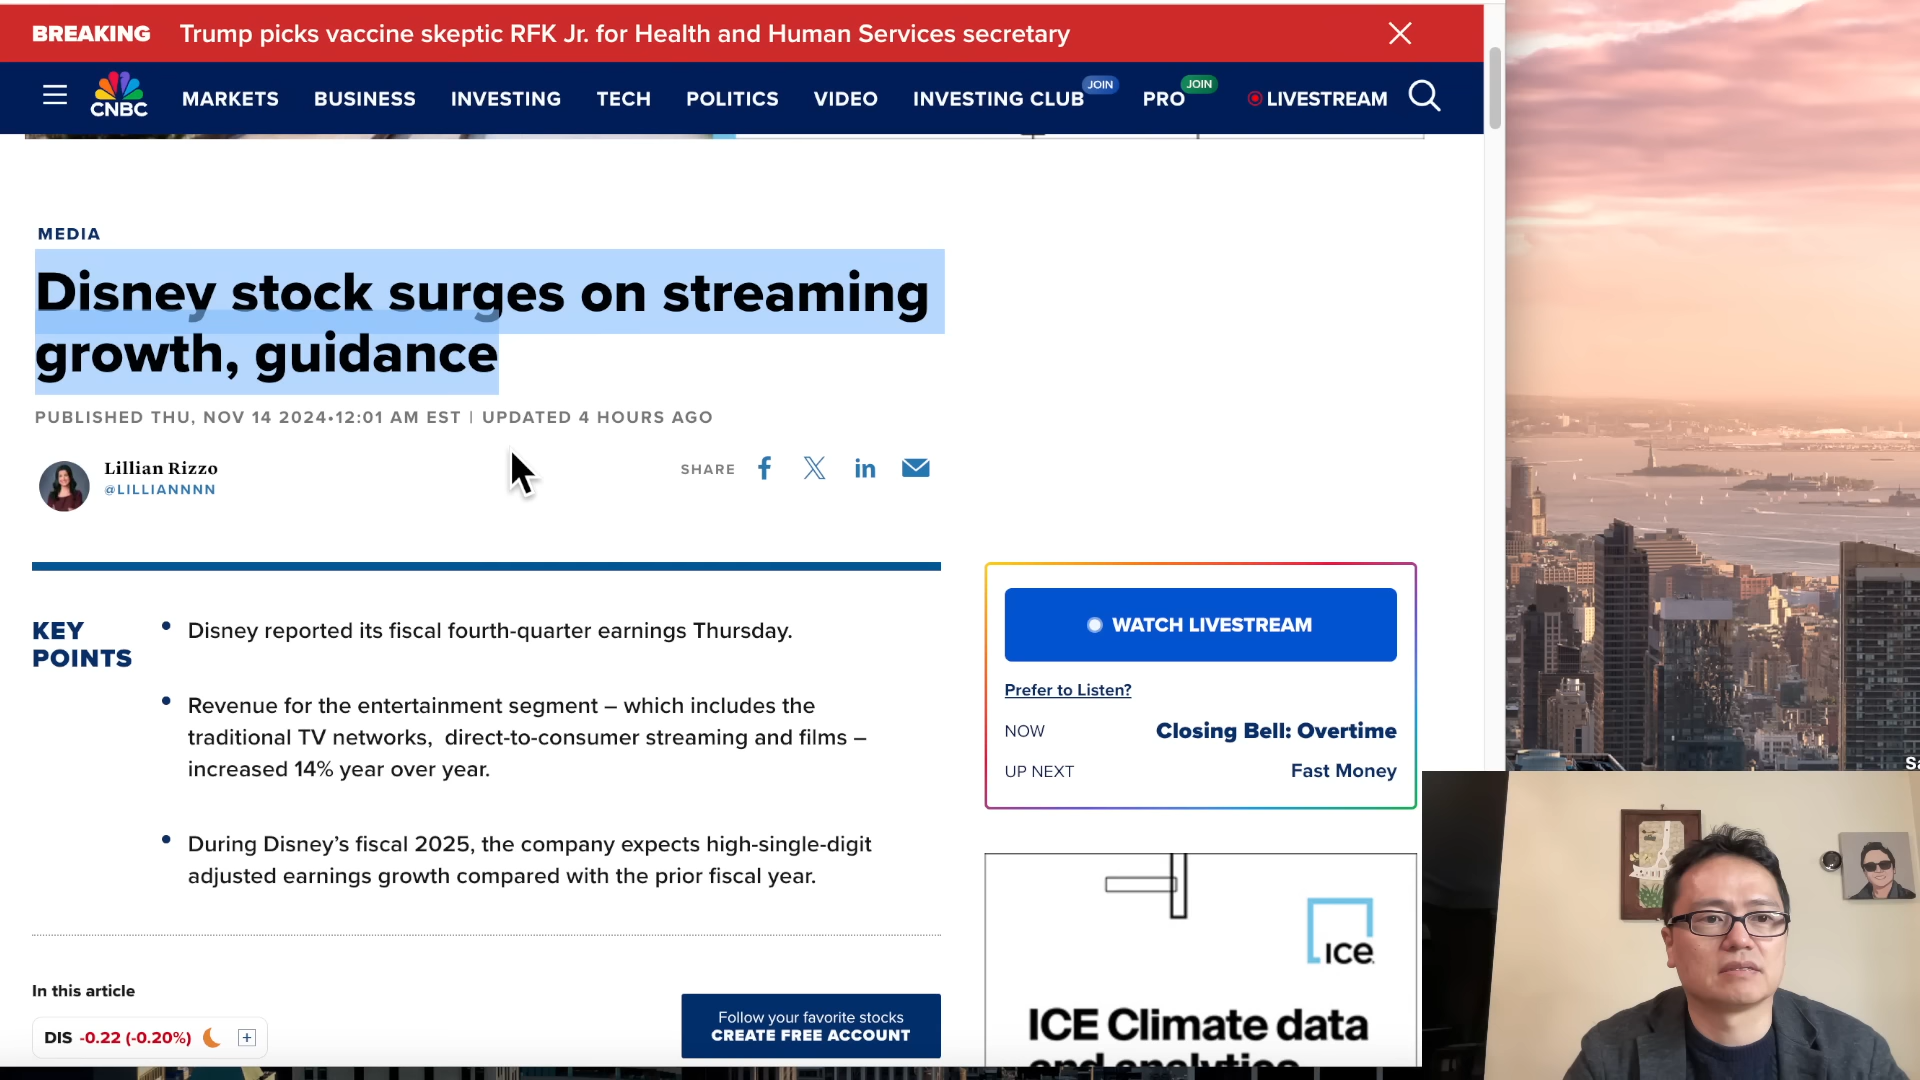 BREAKING Trump picks vaccine skeptic RFK Jr. for Health and Human Services secretary
CNBC MARKETS BUSINESS INVESTING TECH POLITICS VIDEO INVESTING CLUB JOIN PRO JOIN LIVESTREAM
MEDIA
Disney stock surges on streaming
growth, guidance
PUBLISHED THU, NOV 14 2024•12:01 AM EST | UPDATED 4 HOURS AGO
Lillian Rizzo
@LILLIANNNN
SHARE
KEY
POINTS
• Disney reported its fiscal fourth-quarter earnings Thursday.
• Revenue for the entertainment segment – which includes the
traditional TV networks, direct-to-consumer streaming and films –
increased 14% year over year.
• During Disney’s fiscal 2025, the company expects high-single-digit
adjusted earnings growth compared with the prior fiscal year.
In this article
DIS -0.22 (-0.20%)
Follow your favorite stocks
CREATE FREE ACCOUNT
WATCH LIVESTREAM
Prefer to Listen?
NOW Closing Bell: Overtime
UP NEXT Fast Money
ICE
ICE Climate data
and analytics